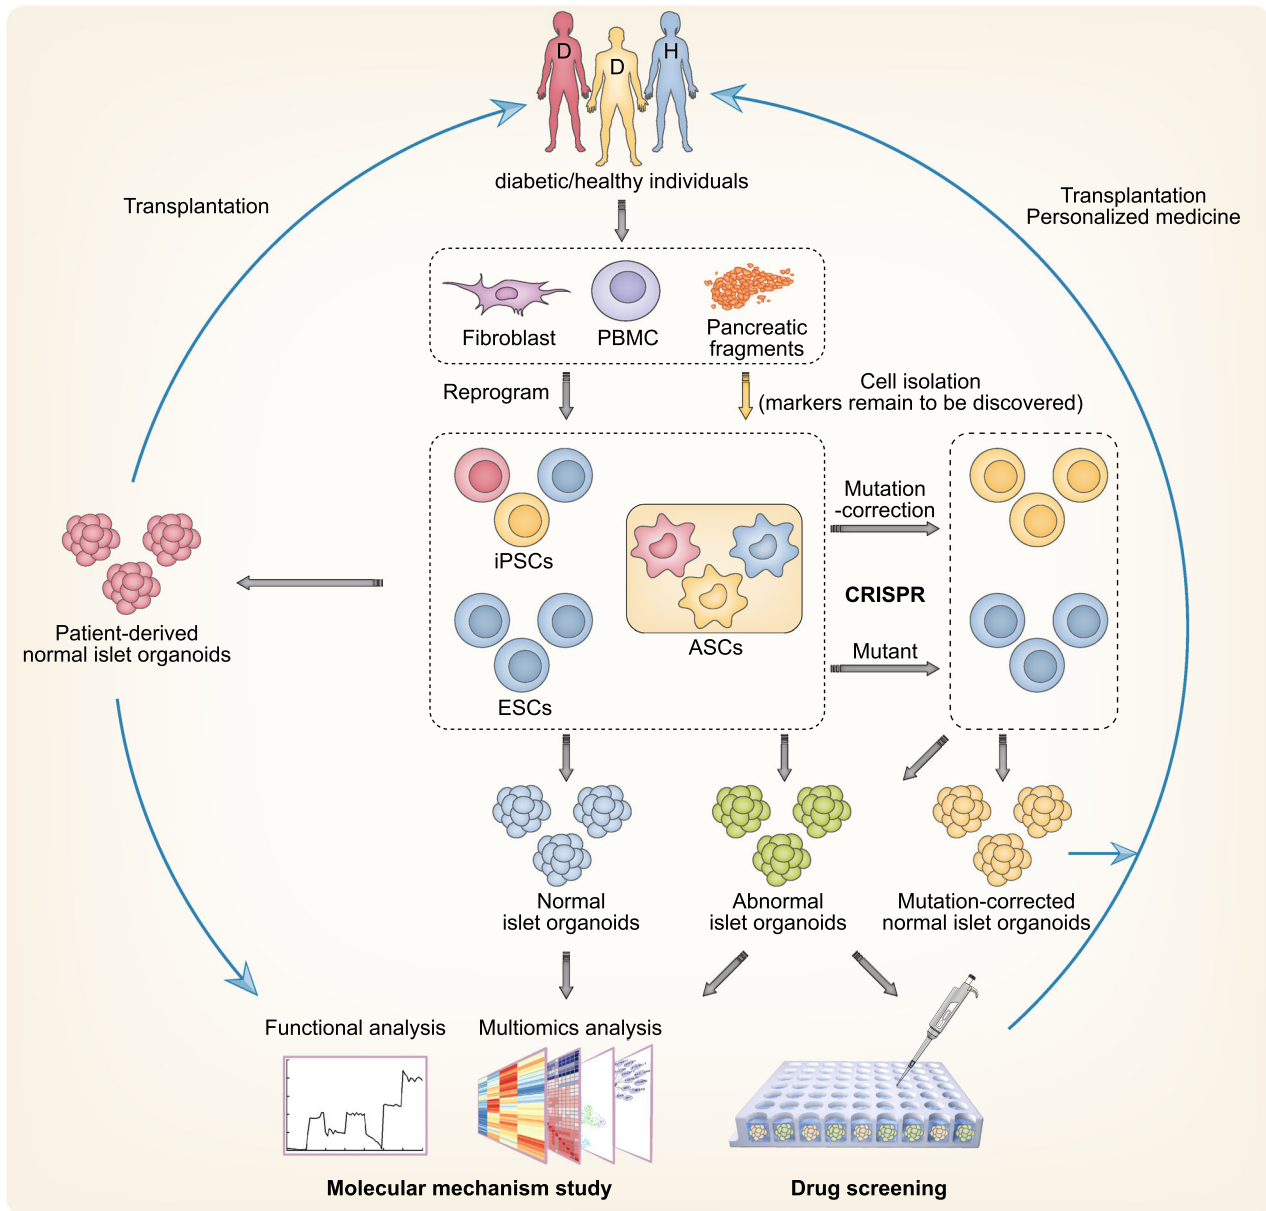 D
D
H
diabetic/healthy individuals
Transplantation
Transplantation
Personalized medicine
Fibroblast
PBMC
Pancreatic
fragments
Reprogram
Cell isolation
(markers remain to be discovered)
iPSCs
ASCs
ESCs
Mutation
-correction
CRISPR
Mutant
Patient-derived
normal islet organoids
Normal
islet organoids
Abnormal
islet organoids
Mutation-corrected
normal islet organoids
Functional analysis
Multiomics analysis
Molecular mechanism study
Drug screening